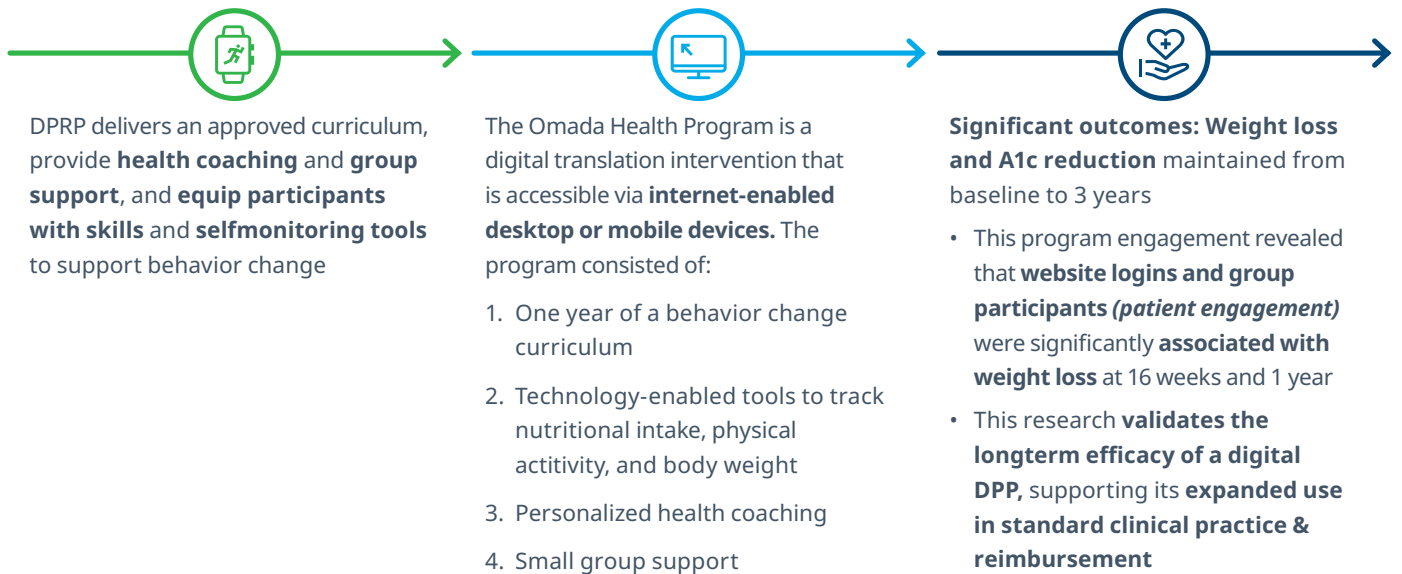 DPRP delivers an approved curriculum,
provide health coaching and group
support, and equip participants
with skills and selfmonitoring tools
to support behavior change
The Omada Health Program is a
digital translation intervention that
is accessible via internet-enabled
desktop or mobile devices. The
program consisted of:
1. One year of a behavior change
curriculum
2. Technology-enabled tools to track
nutritional intake, physical
actitivity, and body weight
3. Personalized health coaching
4. Small group support
Significant outcomes: Weight loss
and A1c reduction maintained from
baseline to 3 years
• This program engagement revealed
that website logins and group
participants (patient engagement)
were significantly associated with
weight loss at 16 weeks and 1 year
• This research validates the
longterm efficacy of a digital
DPP, supporting its expanded use
in standard clinical practice &
reimbursement